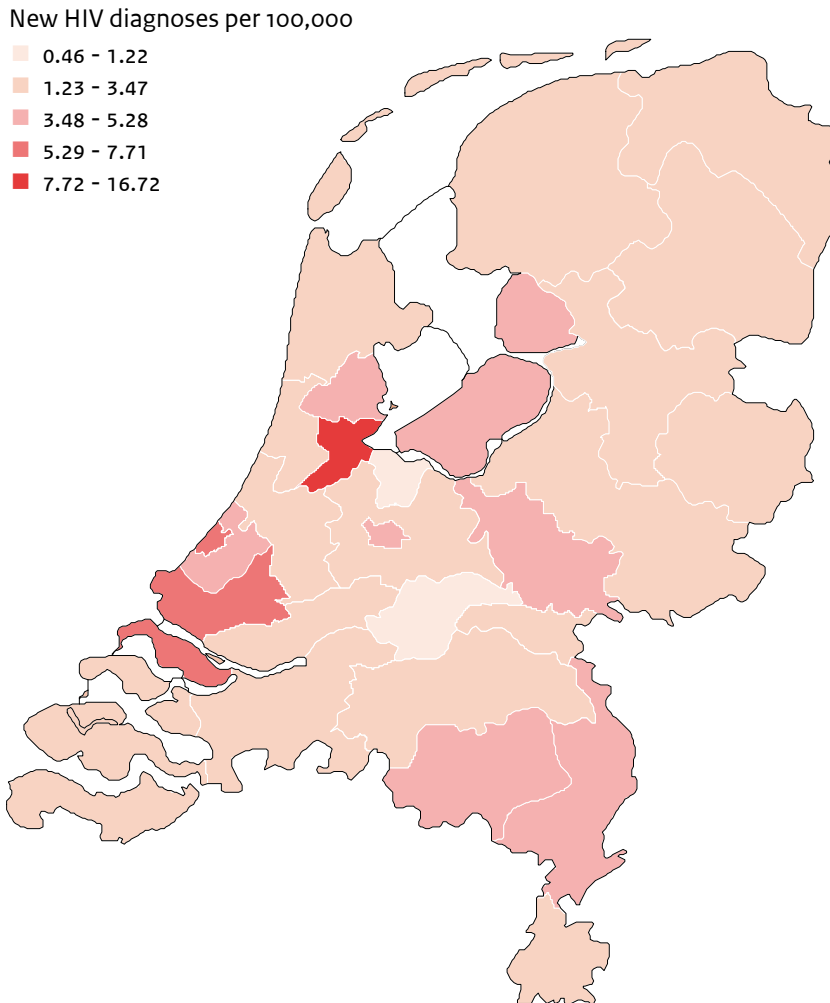 New HIV diagnoses per 100,000
0.46 - 1.22
1.23 - 3.47
3.48 - 5.28
5.29 - 7.71
7.72 - 16.72